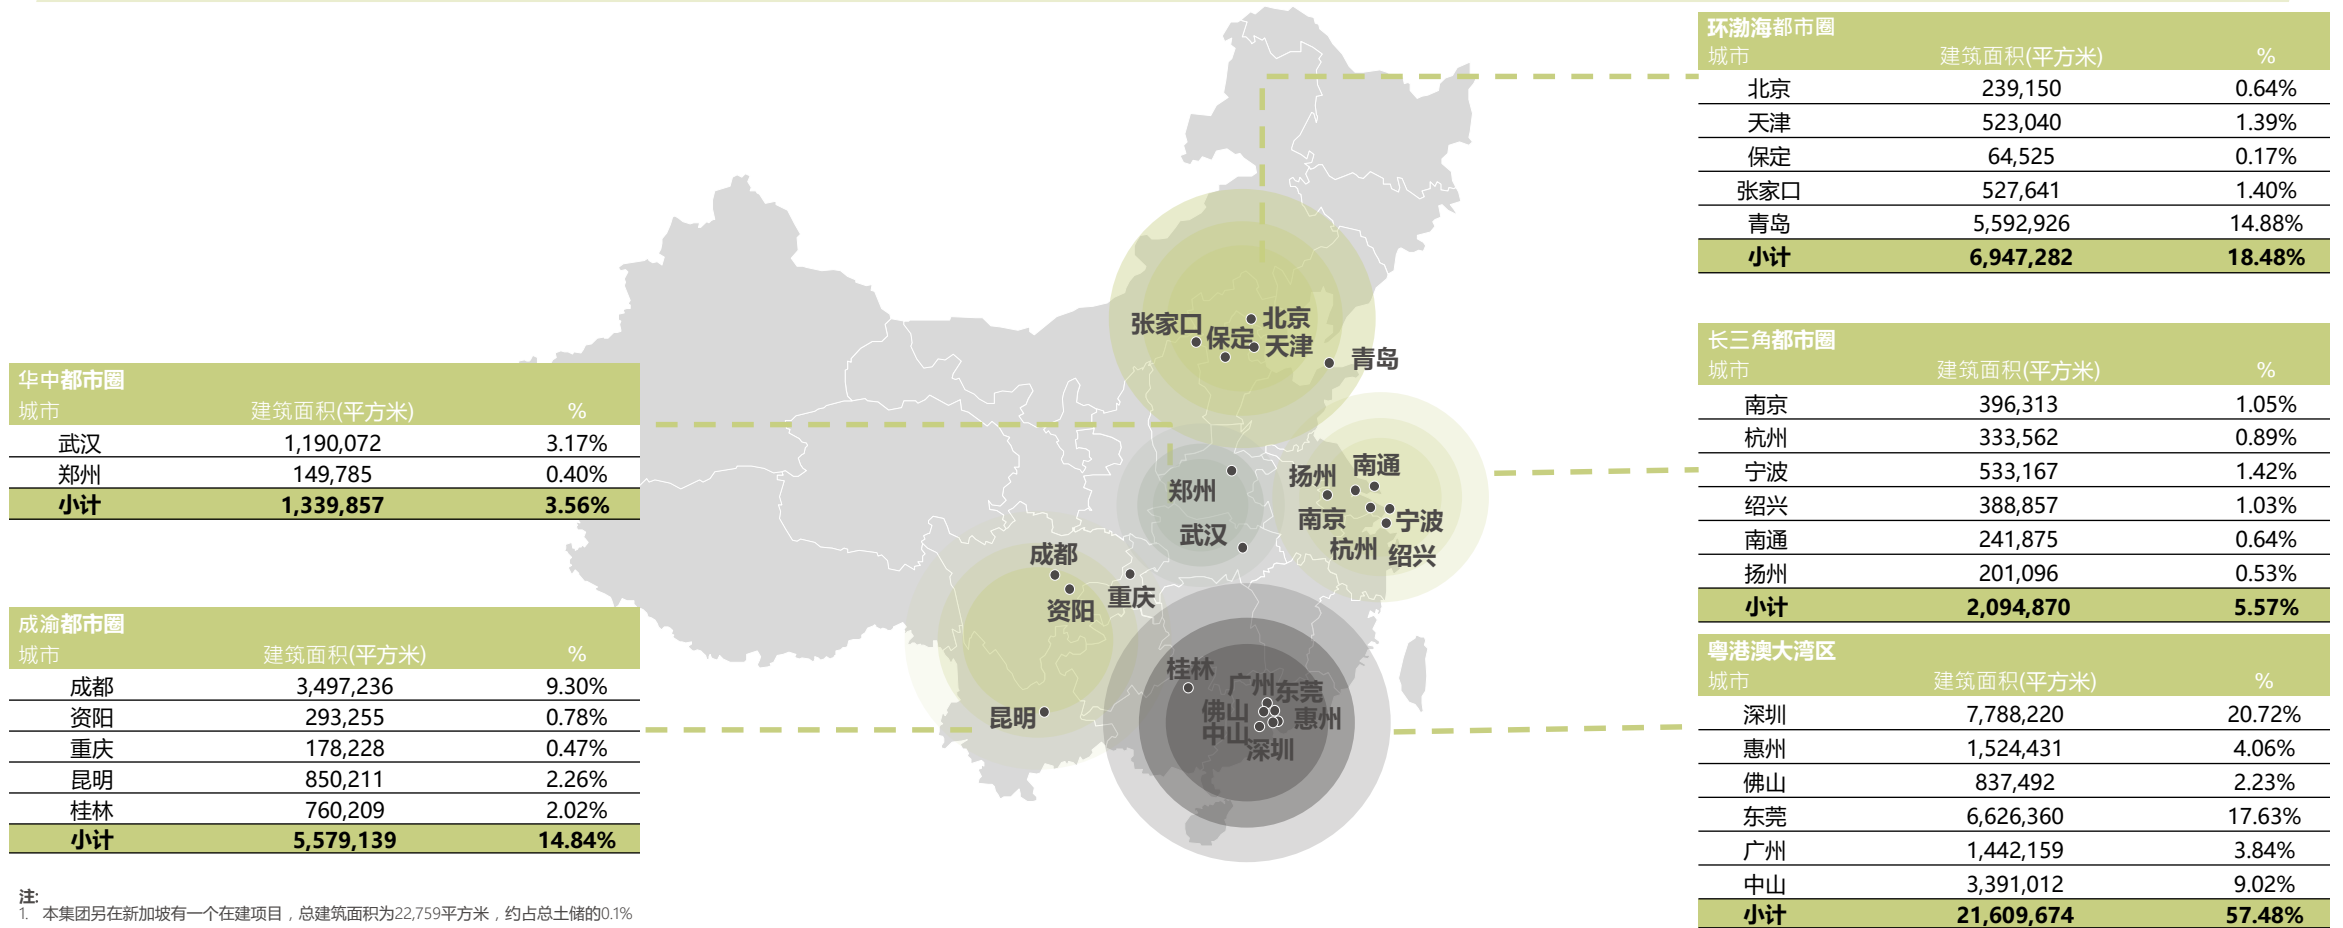 环渤海都市圈
城市 建筑面积(平方米) %
北京 239,150 0.64%
天津 523,040 1.39%
保定 64,525 0.17%
张家口 527,641 1.40%
青岛 5,592,926 14.88%
小计 6,947,282 18.48%
长三角都市圈
城市 建筑面积(平方米) %
南京 396,313 1.05%
杭州 333,562 0.89%
宁波 533,167 1.42%
绍兴 388,857 1.03%
南通 241,875 0.64%
扬州 201,096 0.53%
小计 2,094,870 5.57%
粤港澳大湾区
城市 建筑面积(平方米) %
深圳 7,788,220 20.72%
惠州 1,524,431 4.06%
佛山 837,492 2.23%
东莞 6,626,360 17.63%
广州 1,442,159 3.84%
中山 3,391,012 9.02%
小计 21,609,674 57.48%
华中都市圈
城市 建筑面积(平方米) %
武汉 1,190,072 3.17%
郑州 149,785 0.40%
小计 1,339,857 3.56%
成渝都市圈
城市 建筑面积(平方米) %
成都 3,497,236 9.30%
资阳 293,255 0.78%
重庆 178,228 0.47%
昆明 850,211 2.26%
桂林 760,209 2.02%
小计 5,579,139 14.84%
张家口
保定
北京
天津
青岛
郑州
武汉
扬州
南通
南京
宁波
杭州
绍兴
成都
资阳
重庆
昆明
桂林
广州
东莞
佛山
惠州
中山
深圳
注:
1. 本集团另在新加坡有一个在建项目，总建筑面积为22,759平方米，约占总土储的0.1%